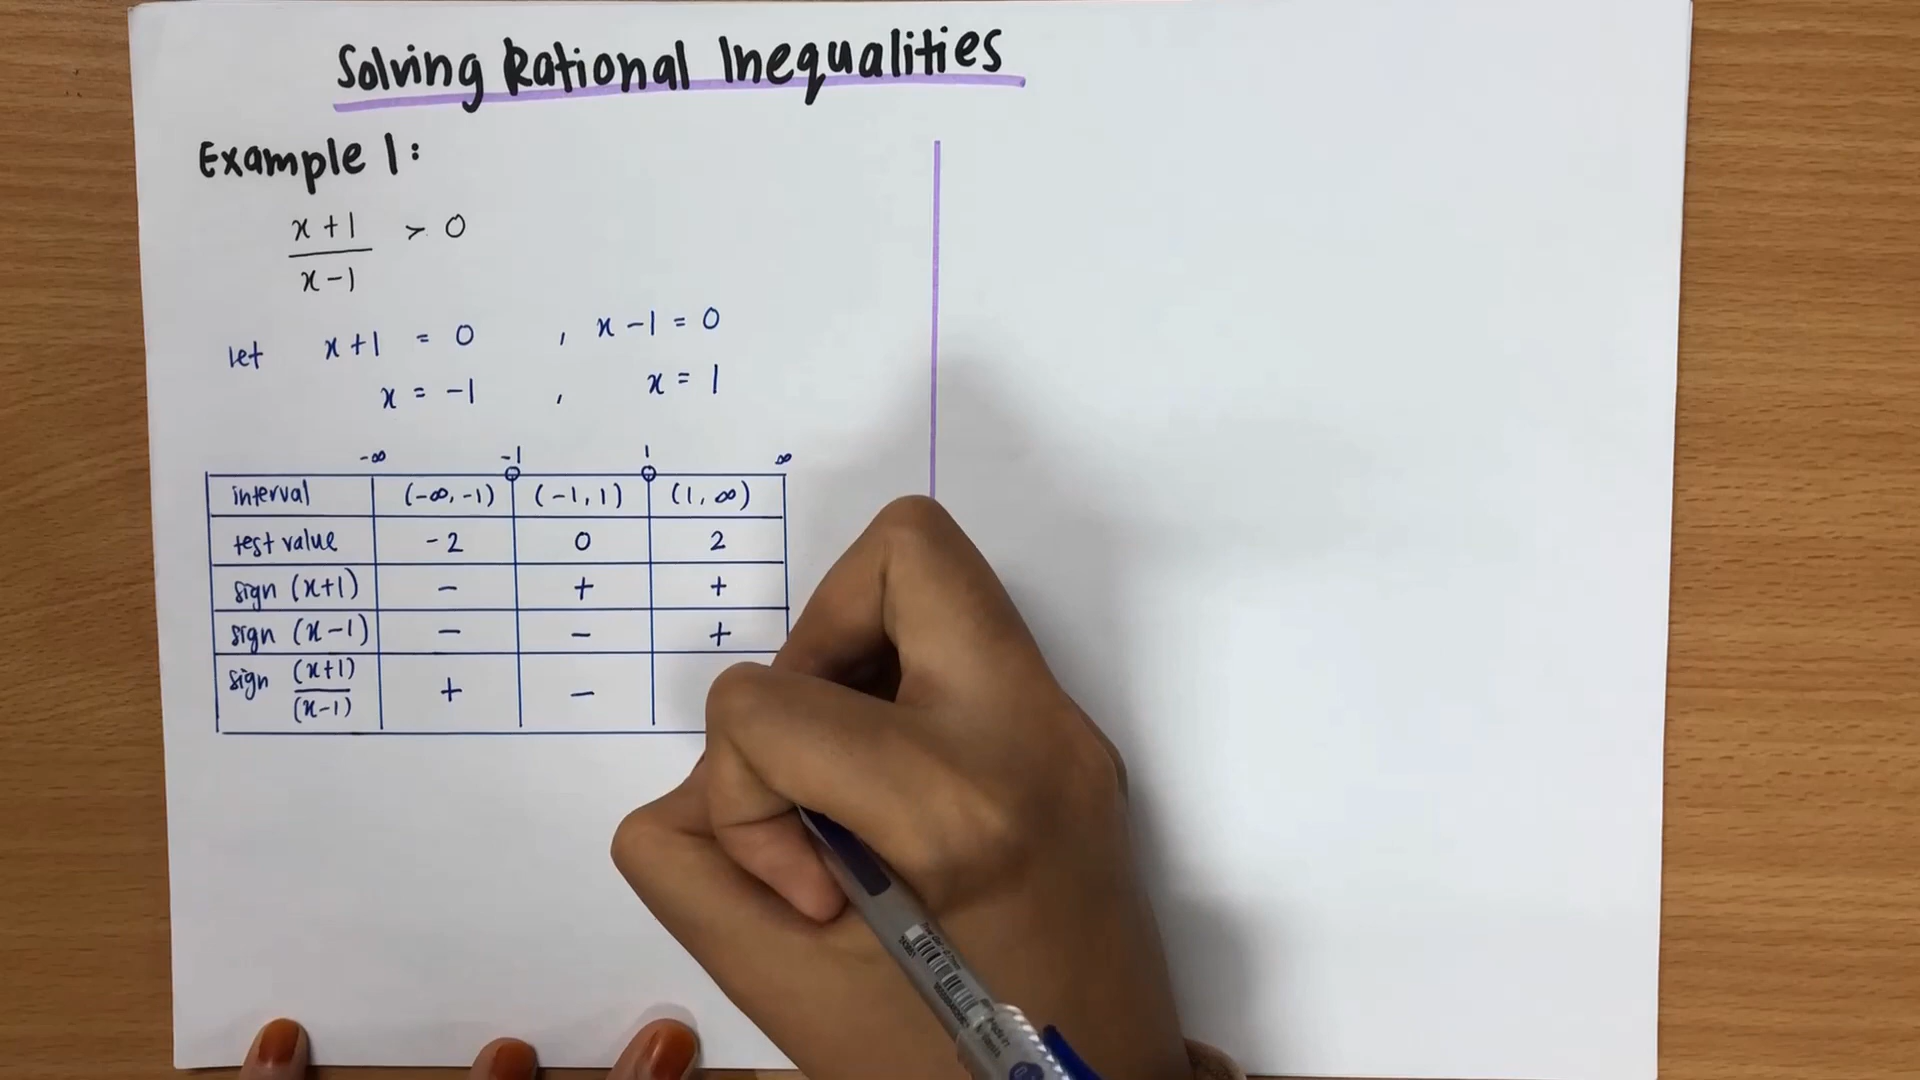 Solving Rational Inequalities
Example 1:
x+1
> 0
x-1
let x+1 = 0 , x-1 = 0
x = -1 , x = 1
-∞ -1 1 ∞
interval (-∞,-1) (-1,1) (1,∞)
test value -2 0 2
sign (x+1) - + +
sign (x-1) - - +
sign (x+1)
(x-1)
+ -